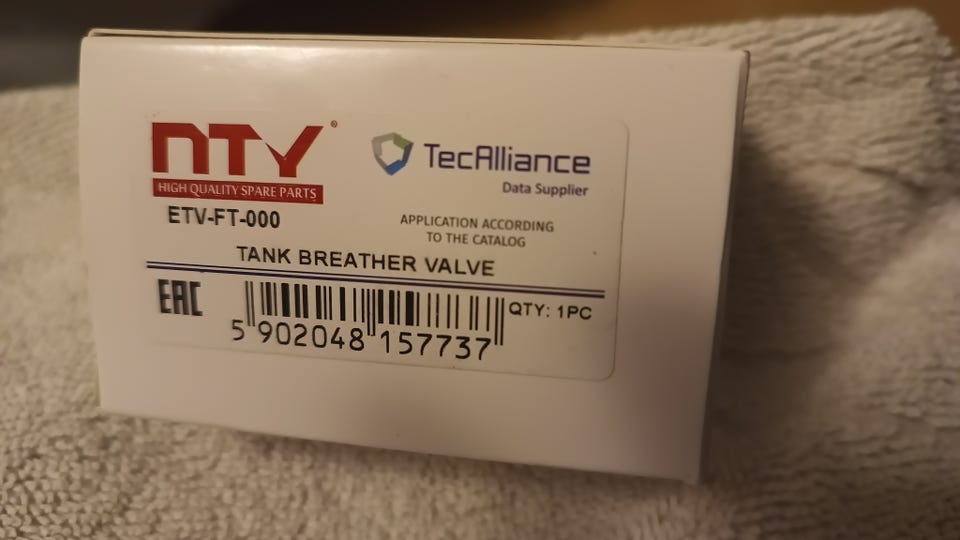 NTY®
HIGH QUALITY SPARE PARTS
ETV-FT-000
TecAlliance
Data Supplier
APPLICATION ACCORDING
TO THE CATALOG
TANK BREATHER VALVE
EAC
QTY: 1PC
5 902048 157737